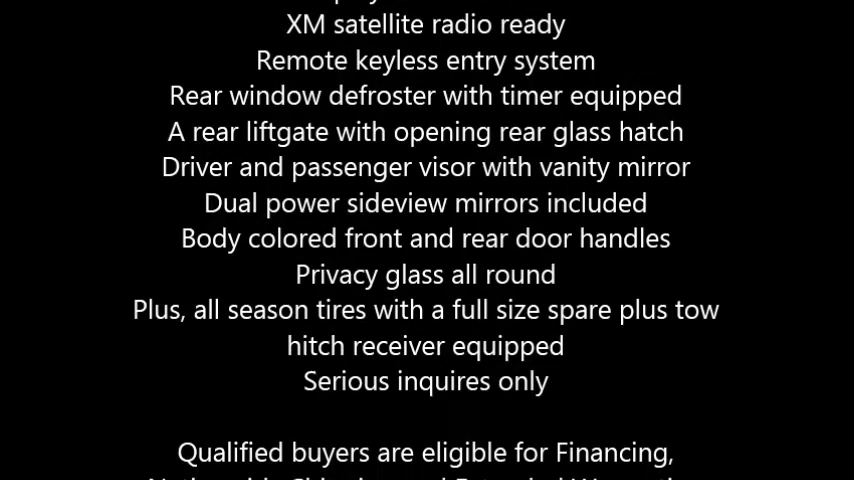 XM satellite radio ready
Remote keyless entry system
Rear window defroster with timer equipped
A rear liftgate with opening rear glass hatch
Driver and passenger visor with vanity mirror
Dual power sideview mirrors included
Body colored front and rear door handles
Privacy glass all round
Plus, all season tires with a full size spare plus tow
hitch receiver equipped
Serious inquires only
Qualified buyers are eligible for Financing,